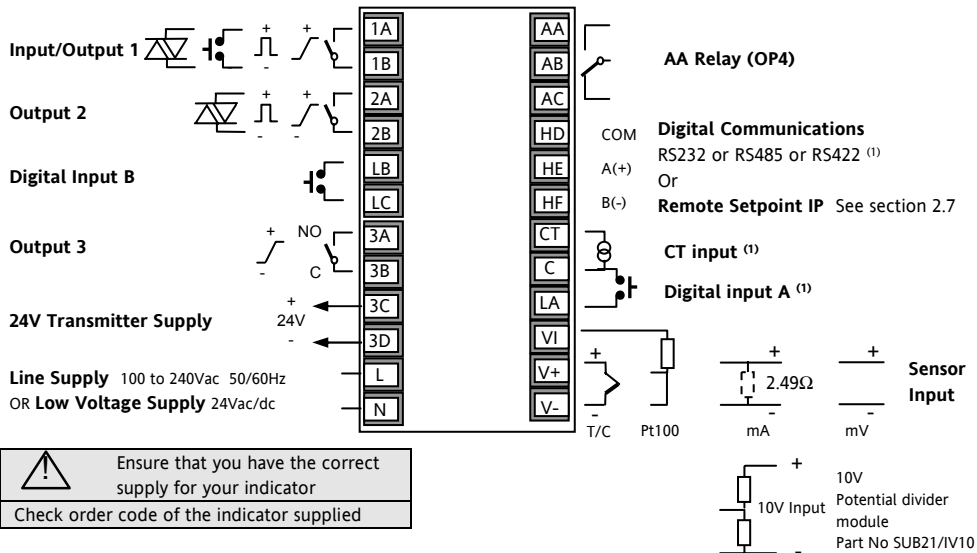 Input/Output 1 + - + -
1A
1B
Output 2 + - + -
2A
2B
Digital Input B
LB
LC
Output 3 + - NO C
3A
3B
24V Transmitter Supply + 24V -
3C
3D
Line Supply 100 to 240Vac 50/60Hz
OR Low Voltage Supply 24Vac/dc
L
N
AA
AB
AC
AA Relay (OP4)
HD COM
HE A(+)
HF B(-)
Digital Communications
RS232 or RS485 or RS422 (1)
Or
Remote Setpoint IP See section 2.7
CT
C
LA
CT input (1)
Digital input A (1)
VI
V+
V-
+ - T/C
Pt100
+ 2.49Ω - mA
+ - mV
Sensor
Input
! Ensure that you have the correct
supply for your indicator
Check order code of the indicator supplied
+
10V Input
-
10V
Potential divider
module
Part No SUB21/IV10